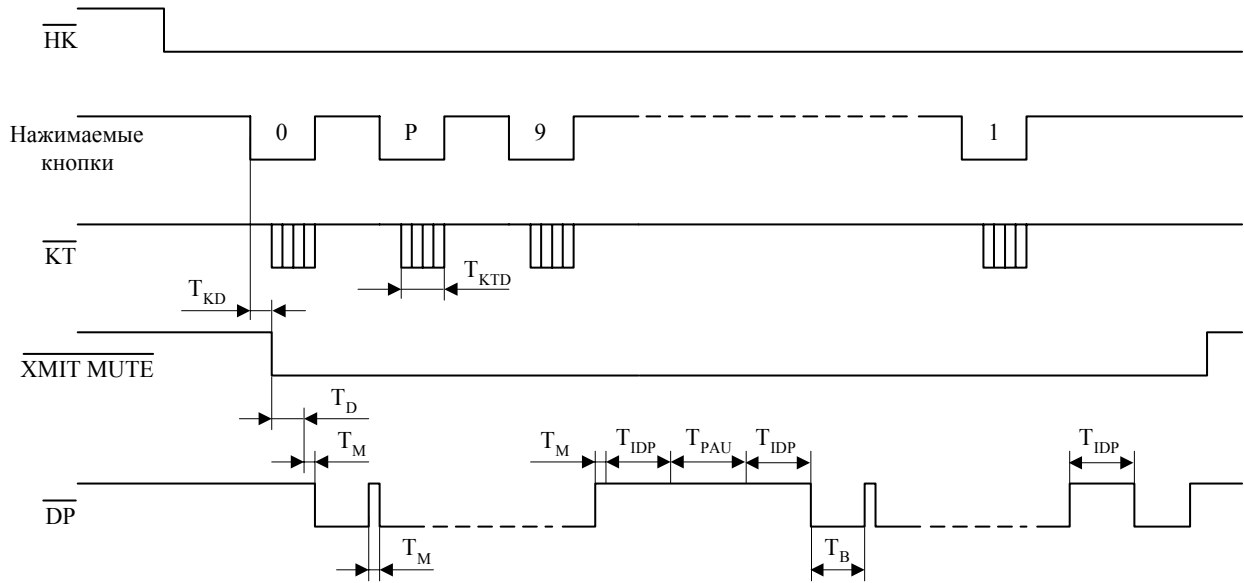 HK
Нажимаемые
кнопки
0 P 9 1
KT
T_KD
T_KTD
XMIT MUTE
T_D
T_M T_M T_IDP T_PAU T_IDP T_IDP
DP
T_M T_B